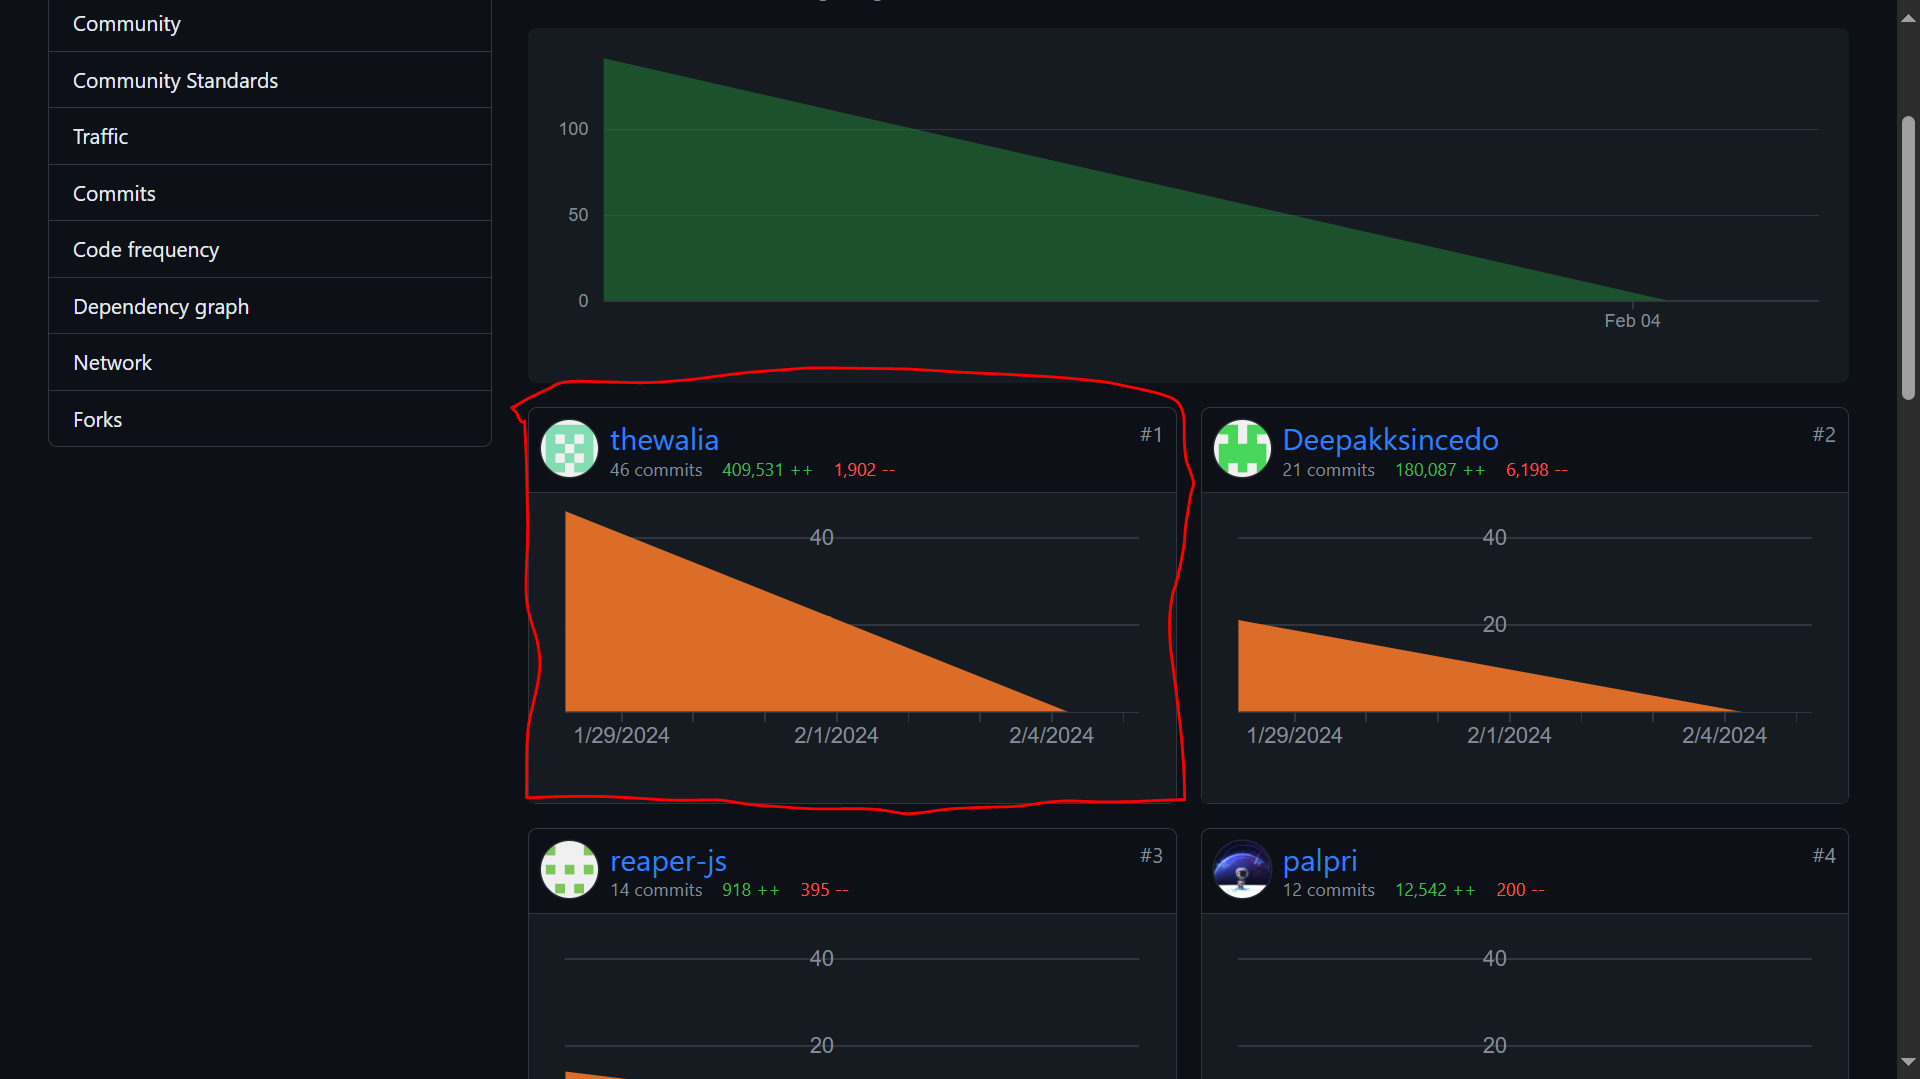 Community
Community Standards
Traffic
Commits
Code frequency
Dependency graph
Network
Forks
100
50
0
Feb 04
thewalia
#1
46 commits 409,531 ++ 1,902 --
40
1/29/2024 2/1/2024 2/4/2024
Deepakksincedo
#2
21 commits 180,087 ++ 6,198 --
40
20
1/29/2024 2/1/2024 2/4/2024
reaper-js
#3
14 commits 918 ++ 395 --
40
20
palpri
#4
12 commits 12,542 ++ 200 --
40
20